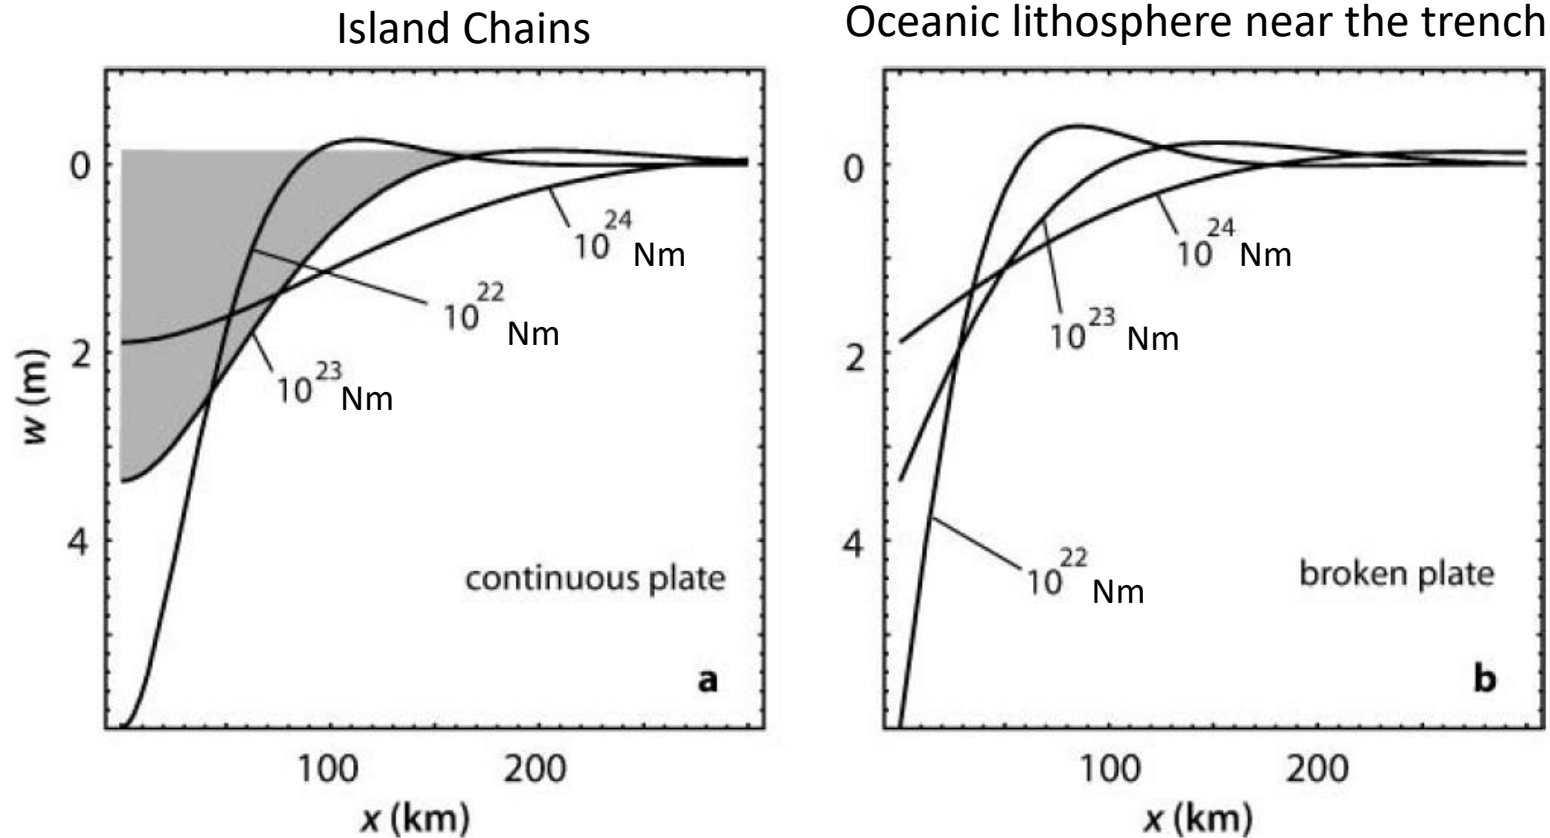 Island Chains
Oceanic lithosphere near the trench
0
2
4
w (m)
10^24 Nm
10^22 Nm
10^23 Nm
continuous plate
a
100 200
x (km)
0
4
10^24 Nm
10^23 Nm
2
10^22 Nm
broken plate
b
100 200
x (km)